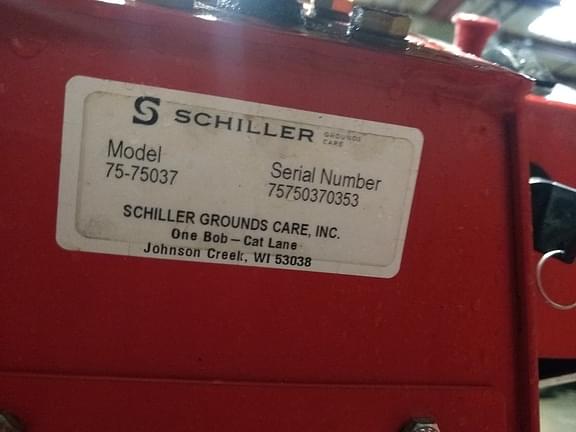 S SCHILLER GROUNDS CARE
Model
75-75037
Serial Number
75750370353
SCHILLER GROUNDS CARE, INC.
One Bob-Cat Lane
Johnson Creek, WI 53038